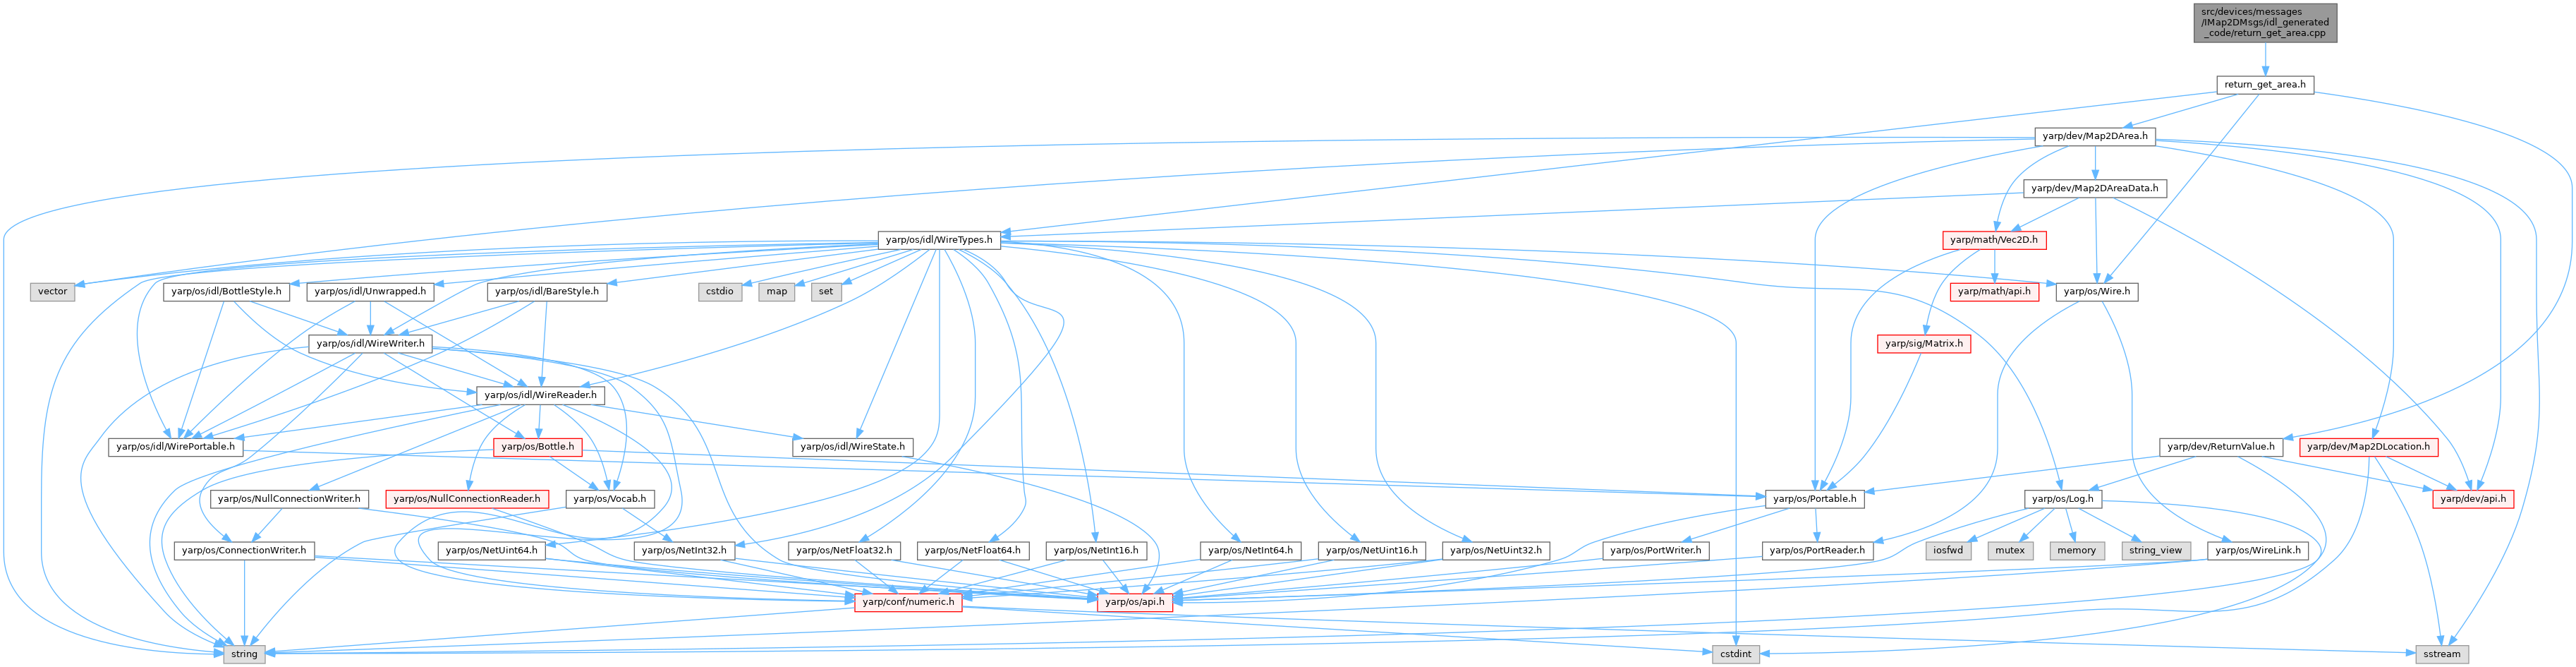 src/devices/messages
/IMap2DMsgs/idl_generated
_code/return_get_area.cpp
return_get_area.h
yarp/dev/Map2DArea.h
yarp/dev/Map2DAreaData.h
yarp/os/idl/WireTypes.h
yarp/math/Vec2D.h
vector
yarp/os/idl/BottleStyle.h
yarp/os/idl/Unwrapped.h
yarp/os/idl/BareStyle.h
cstdio
map
set
yarp/math/api.h
yarp/os/Wire.h
yarp/os/idl/WireWriter.h
yarp/sig/Matrix.h
yarp/os/idl/WireReader.h
yarp/os/idl/WirePortable.h
yarp/os/Bottle.h
yarp/os/idl/WireState.h
yarp/dev/ReturnValue.h
yarp/dev/Map2DLocation.h
yarp/os/NullConnectionWriter.h
yarp/os/NullConnectionReader.h
yarp/os/Vocab.h
yarp/os/Portable.h
yarp/os/Log.h
yarp/dev/api.h
yarp/os/ConnectionWriter.h
yarp/os/NetUint64.h
yarp/os/NetInt32.h
yarp/os/NetFloat32.h
yarp/os/NetFloat64.h
yarp/os/NetInt16.h
yarp/os/NetInt64.h
yarp/os/NetUint16.h
yarp/os/NetUint32.h
yarp/os/PortWriter.h
yarp/os/PortReader.h
iosfwd
mutex
memory
string_view
yarp/os/WireLink.h
yarp/conf/numeric.h
yarp/os/api.h
string
cstdint
sstream